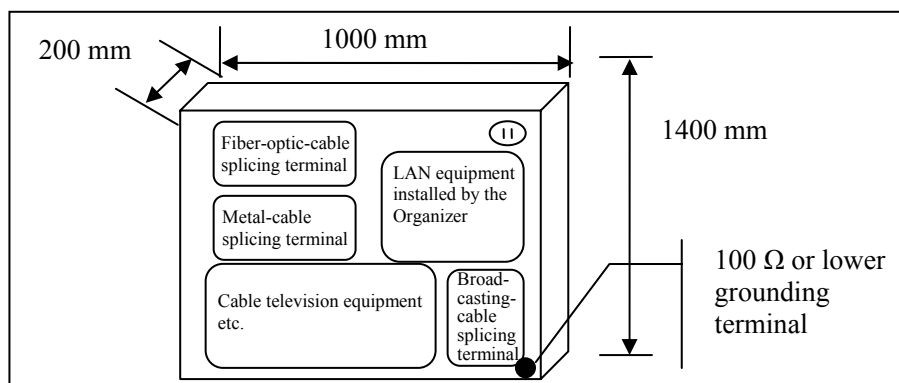 1000 mm
200 mm
1400 mm
Fiber-optic-cable
splicing terminal
LAN equipment
installed by the
Organizer
Metal-cable
splicing terminal
Cable television equipment
etc.
Broad-
casting-
cable
splicing
terminal
100 Ω or lower
grounding
terminal